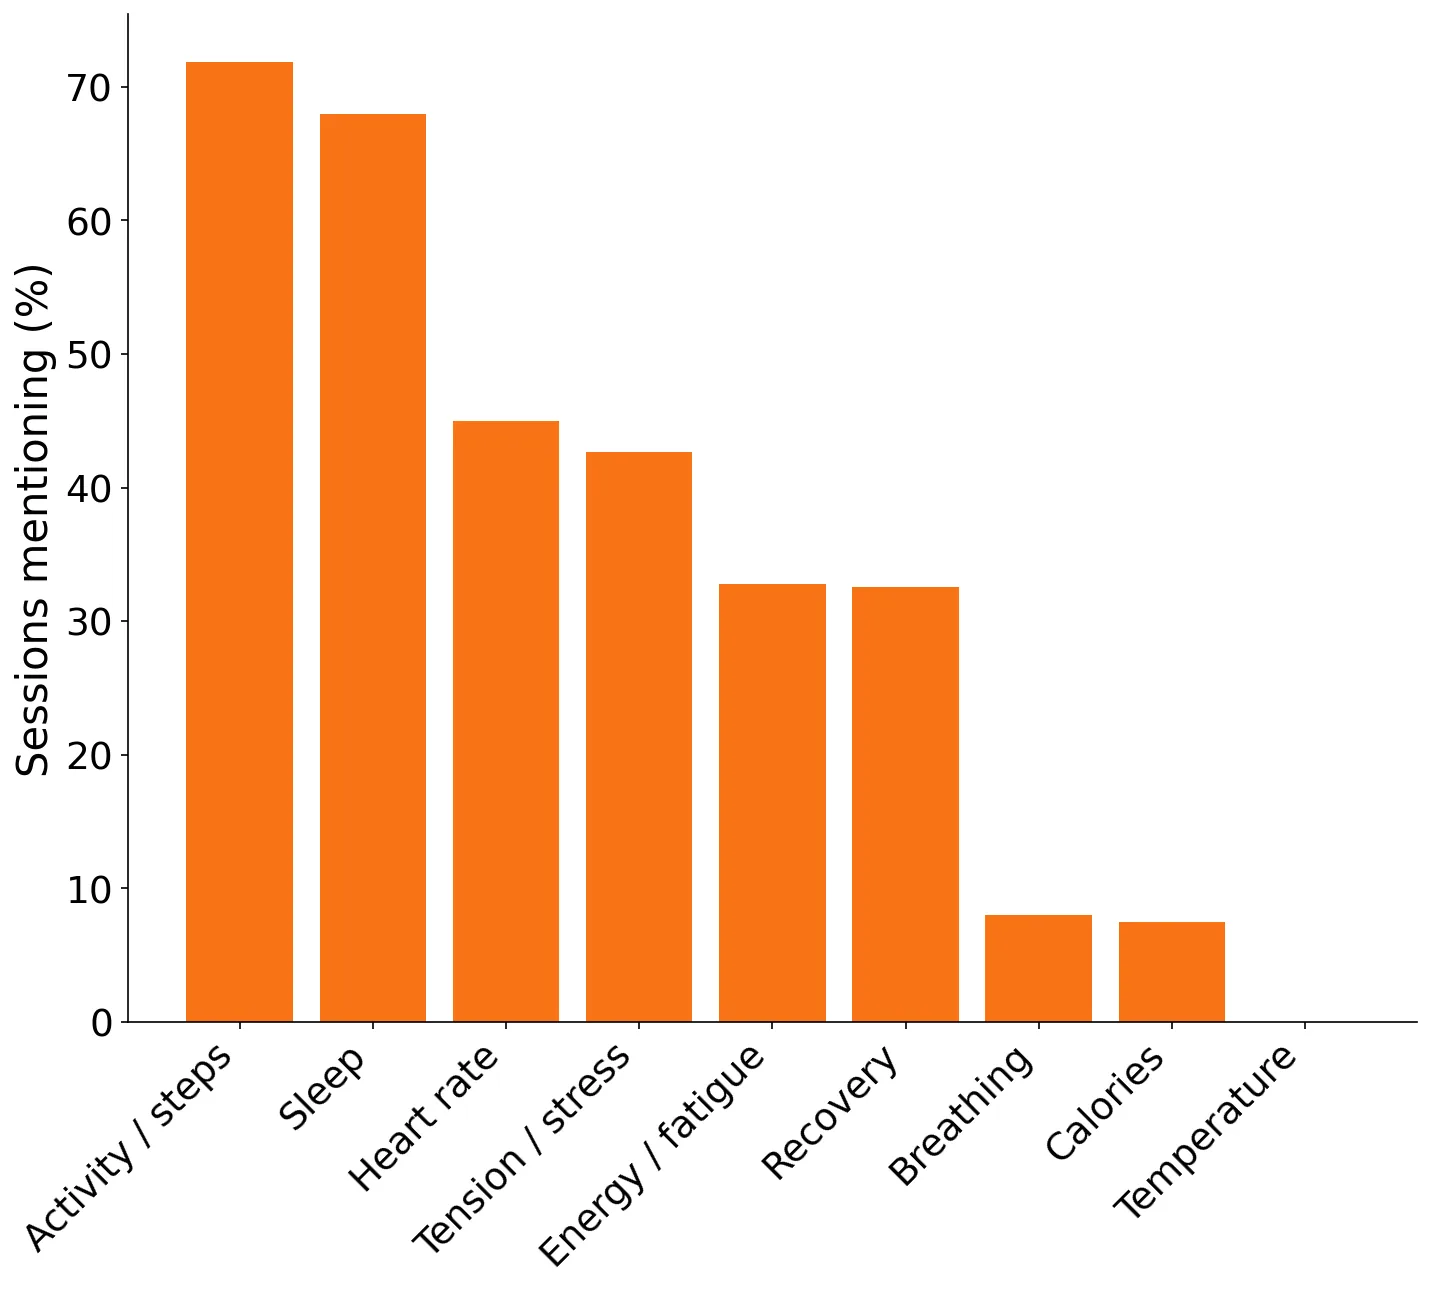 Sessions mentioning (%)
70
60
50
40
30
20
10
0
Activity / steps
Sleep
Heart rate
Tension / stress
Energy / fatigue
Recovery
Breathing
Calories
Temperature